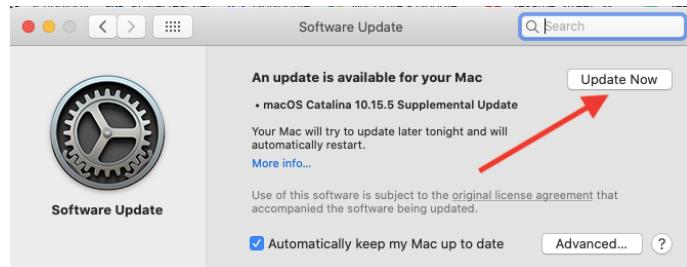 Software Update
Search
An update is available for your Mac
Update Now
• macOS Catalina 10.15.5 Supplemental Update
Your Mac will try to update later tonight and will
automatically restart.
More info...
Use of this software is subject to the original license agreement that
accompanied the software being updated.
Software Update
Automatically keep my Mac up to date
Advanced...
?